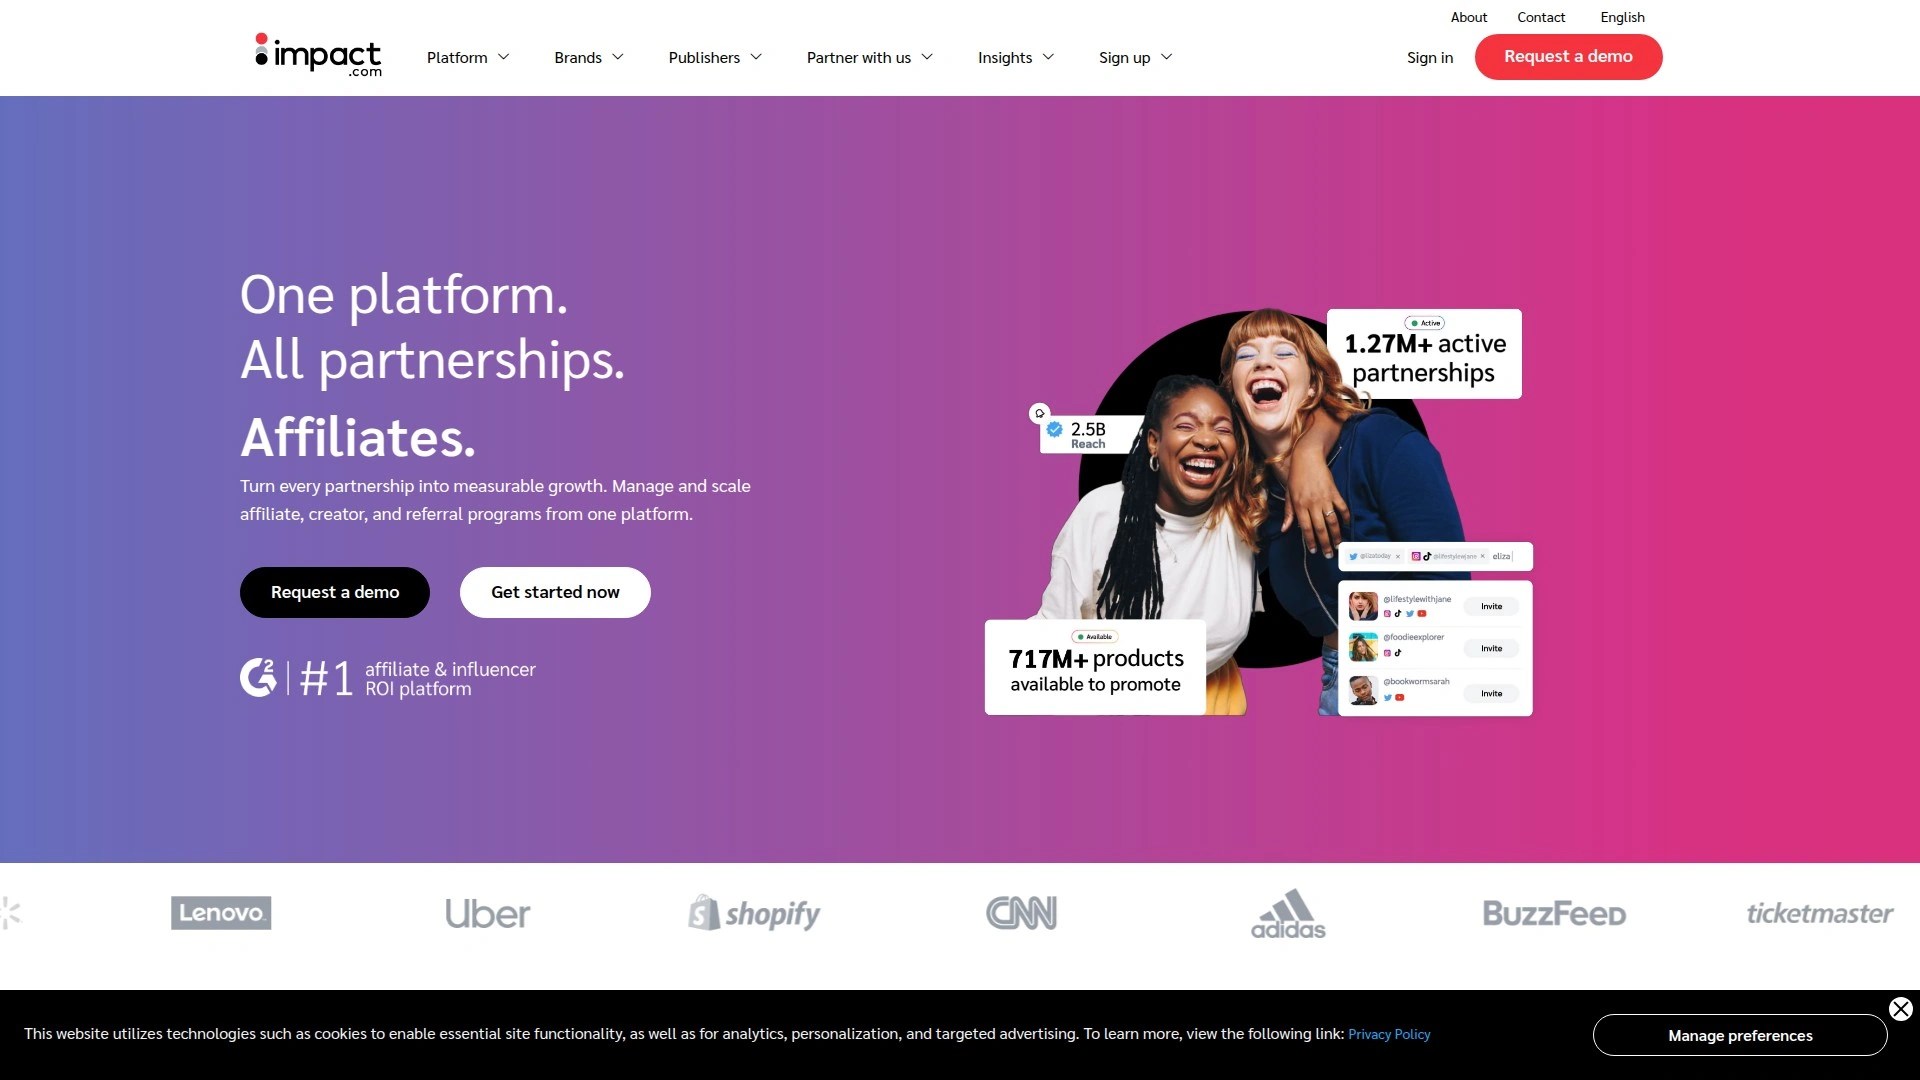 About Contact English
impact
.com
Platform Brands Publishers Partner with us Insights Sign up Sign in Request a demo
One platform.
All partnerships.
Affiliates.
Turn every partnership into measurable growth. Manage and scale
affiliate, creator, and referral programs from one platform.
Request a demo Get started now
G2 #1 affiliate & influencer
ROI platform
Active
1.27M+ active
partnerships
2.5B
Reach
@lizatoday × @lifestylewjane × eliza
@lifestylewithjane Invite
@foodieexplorer Invite
@bookwormsarah Invite
Available
717M+ products
available to promote
Lenovo Uber shopify CNN adidas BuzzFeed ticketmaster
This website utilizes technologies such as cookies to enable essential site functionality, as well as for analytics, personalization, and targeted advertising. To learn more, view the following link: Privacy Policy
Manage preferences